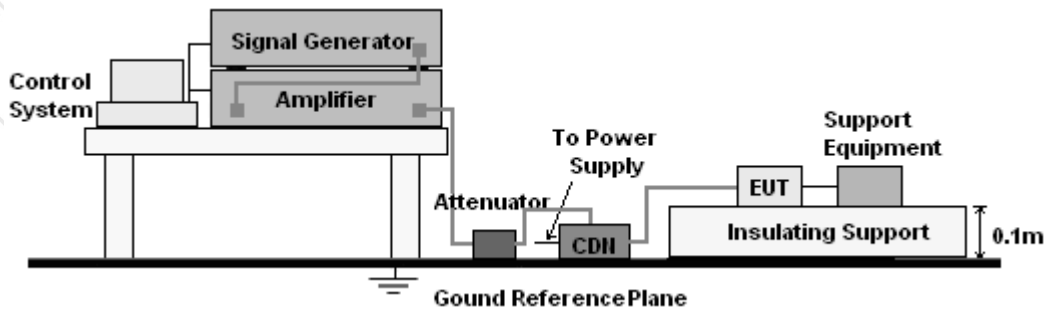 Signal Generator
Control
System
Amplifier
To Power
Supply
Support
Equipment
Attenuator
EUT
CDN
Insulating Support
0.1m
Gound Reference Plane